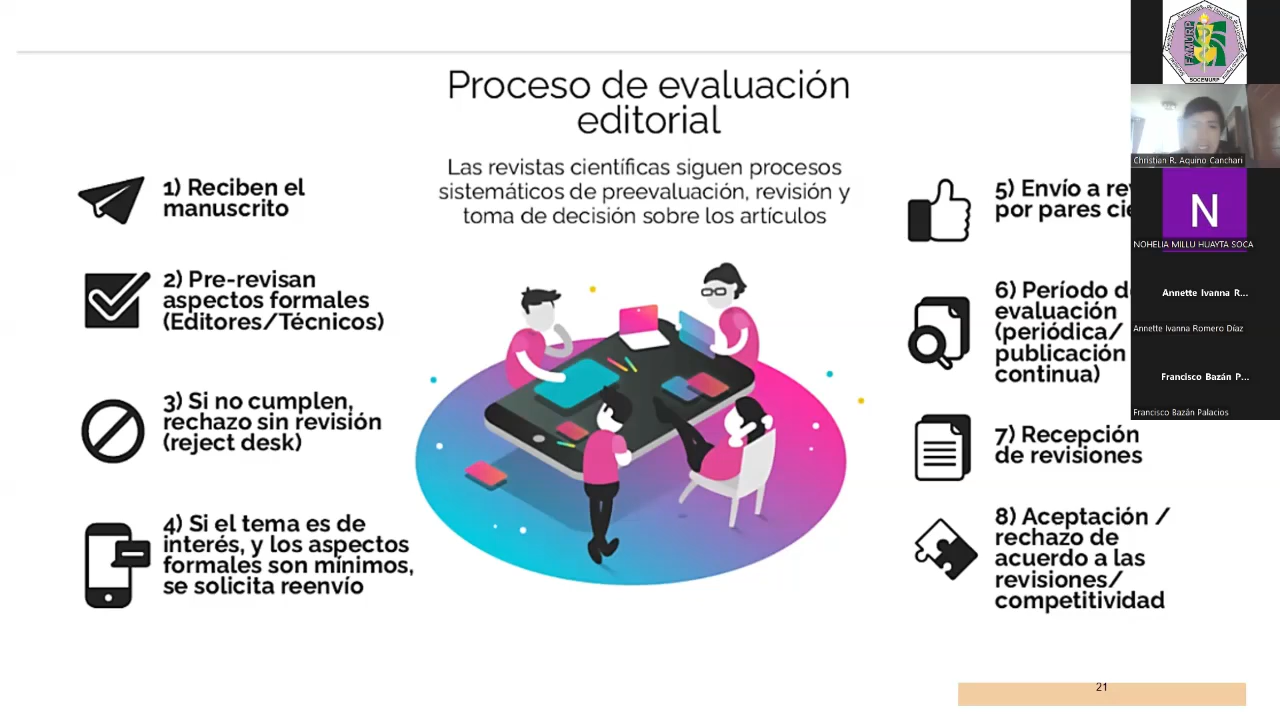 Proceso de evaluación
editorial
Las revistas científicas siguen procesos
sistemáticos de preevaluación, revisión y
toma de decisión sobre los artículos
1) Reciben el
manuscrito
2) Pre-revisan
aspectos formales
(Editores/Técnicos)
3) Si no cumplen,
rechazo sin revisión
(reject desk)
4) Si el tema es de
interés, y los aspectos
formales son mínimos,
se solicita reenvío
5) Envío a
por pares
6) Período
evaluación
(periódica/
publicación
continua)
7) Recepción
de revisiones
8) Aceptación /
rechazo de
acuerdo a las
revisiones/
competitividad
21
FAMURP
SOCEMURP
Christian R. Aquino Canchari
N
NOHELIA MILLU HUAYTA SOCA
Annette Ivanna R...
Annette Ivanna Romero Díaz
Francisco Bazán P...
Francisco Bazán Palacios